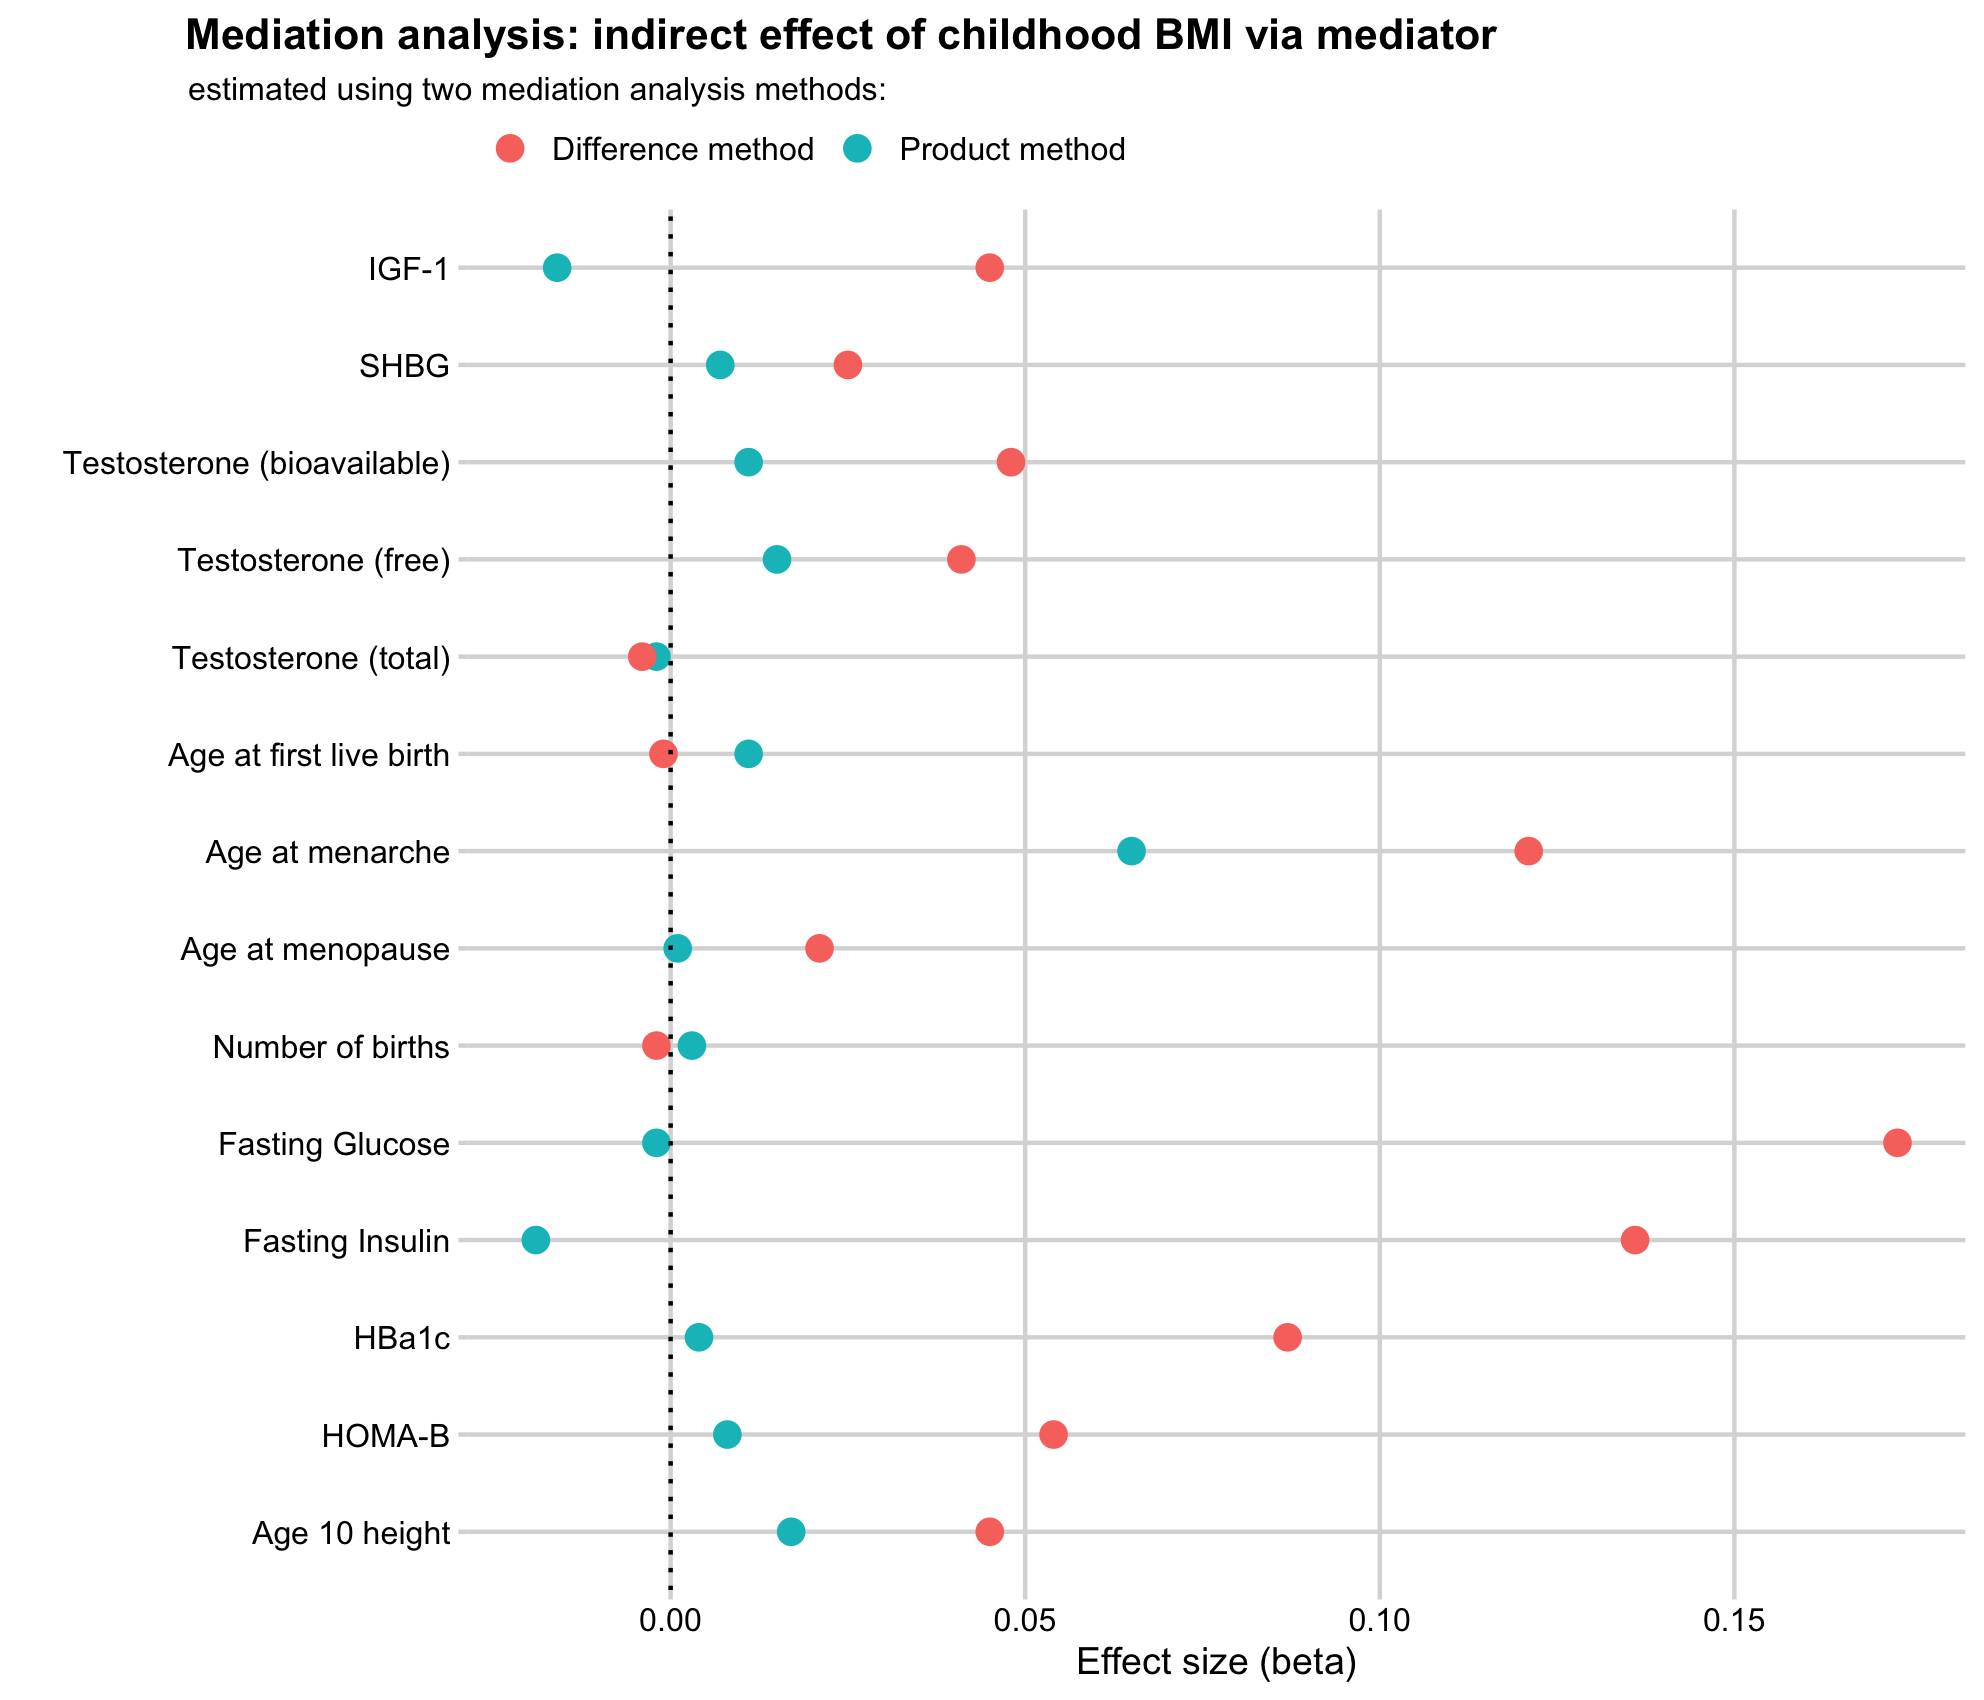 Mediation analysis: indirect effect of childhood BMI via mediator
estimated using two mediation analysis methods:
Difference method Product method
IGF-1
SHBG
Testosterone (bioavailable)
Testosterone (free)
Testosterone (total)
Age at first live birth
Age at menarche
Age at menopause
Number of births
Fasting Glucose
Fasting Insulin
HBa1c
HOMA-B
Age 10 height
0.00 0.05 0.10 0.15
Effect size (beta)